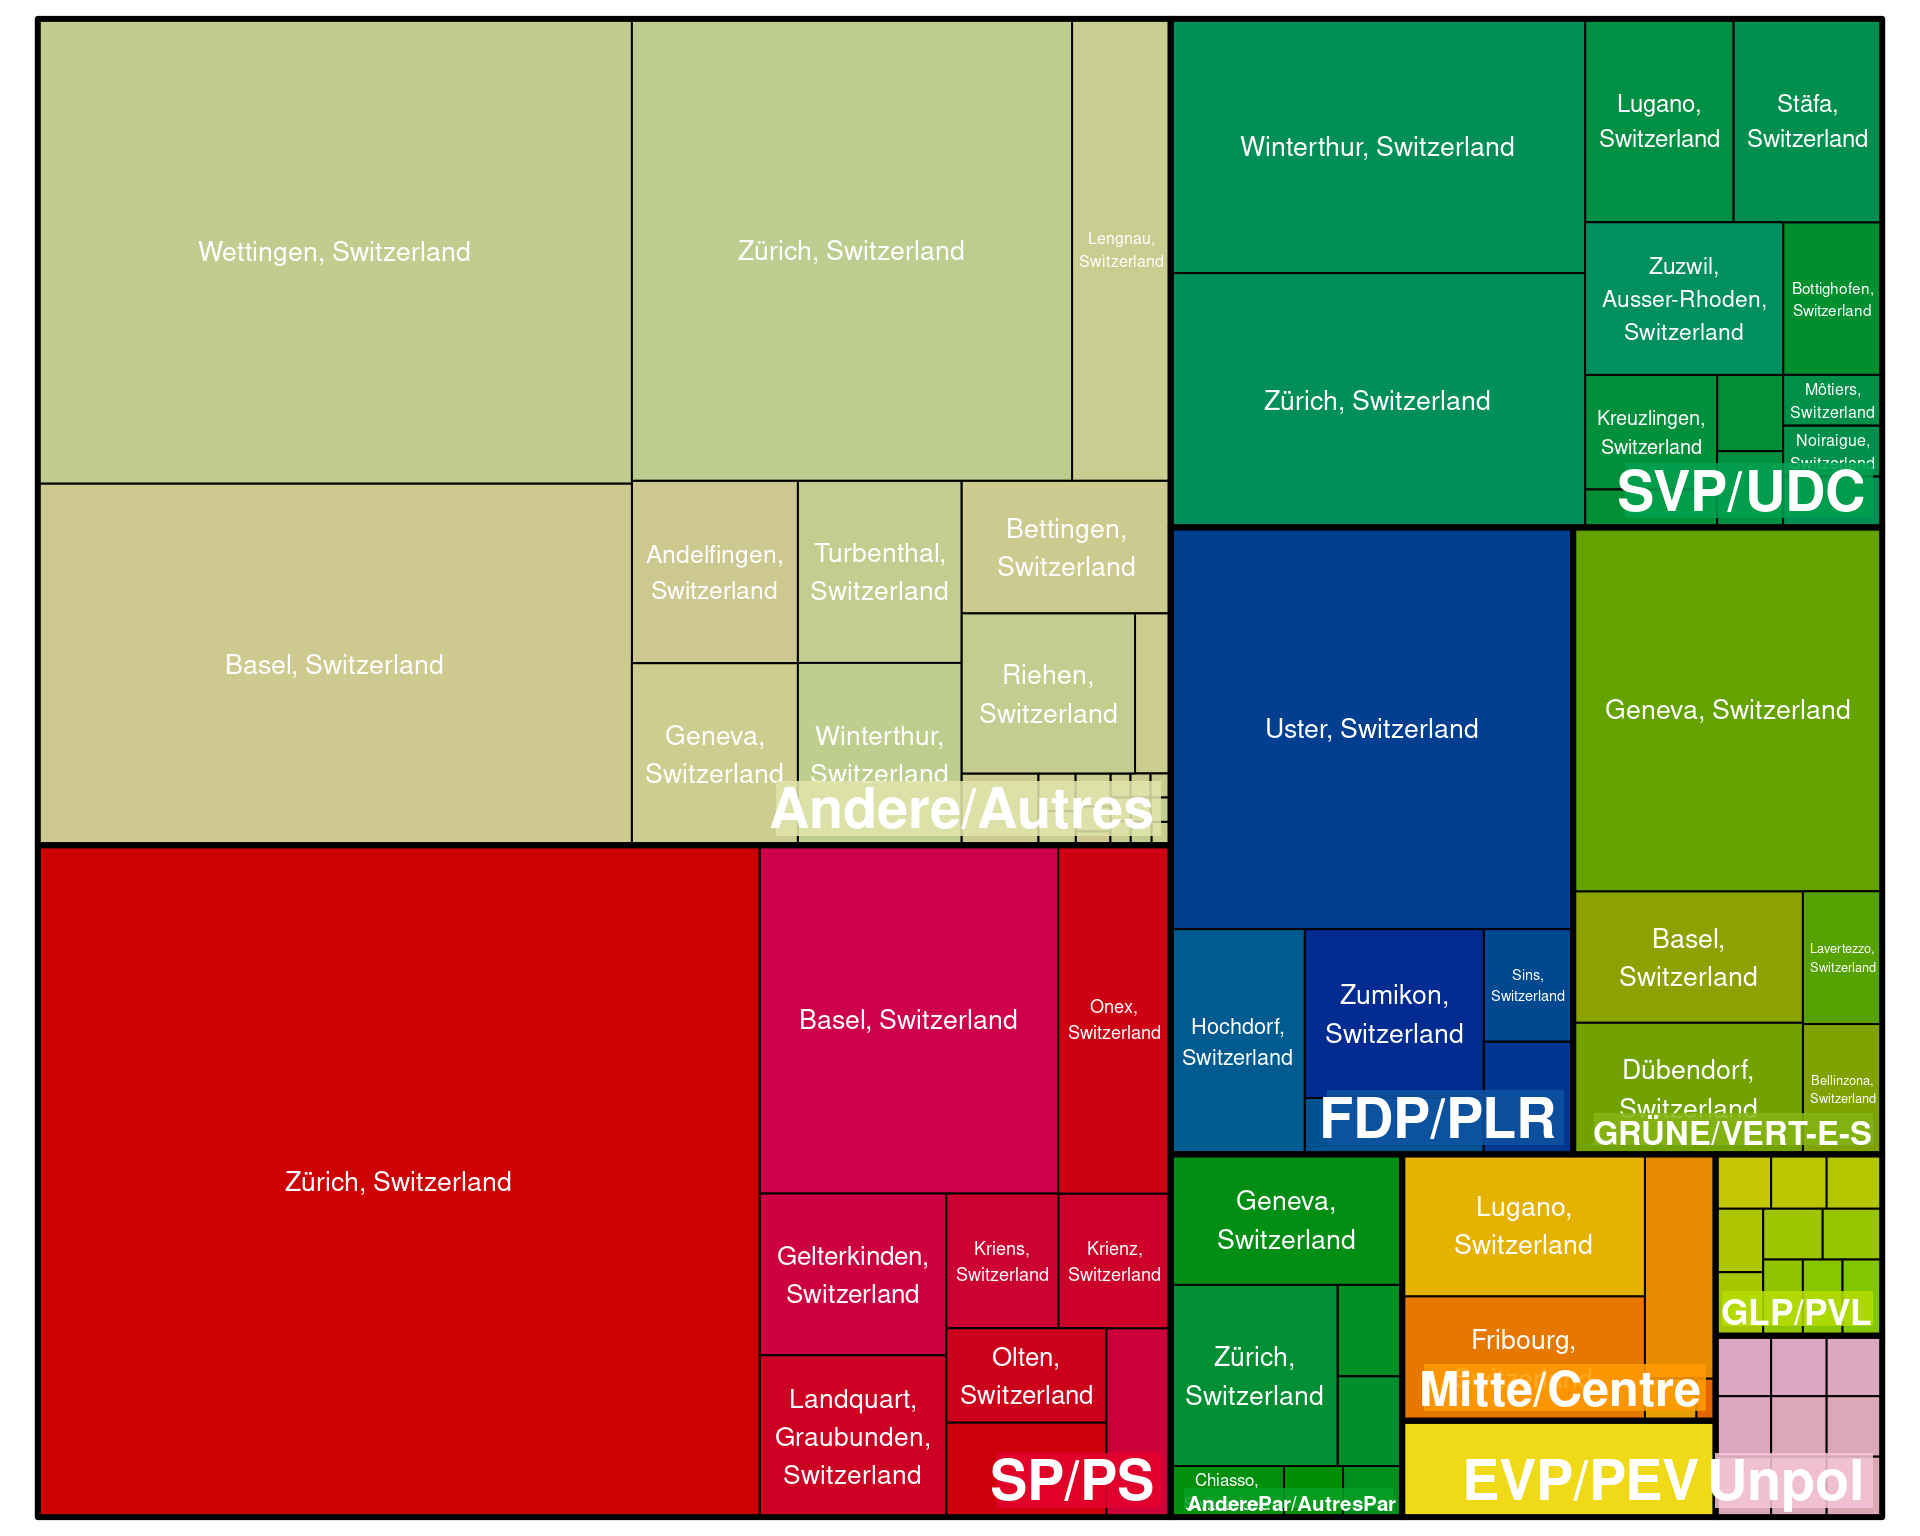 Wettingen, Switzerland
Zürich, Switzerland
Lengnau,
Switzerland
Basel, Switzerland
Andelfingen,
Switzerland
Turbenthal,
Switzerland
Bettingen,
Switzerland
Riehen,
Switzerland
Geneva,
Switzerland
Winterthur,
Switzerland
Andere/Autres
Winterthur, Switzerland
Lugano,
Switzerland
Stäfa,
Switzerland
Zürich, Switzerland
Zuzwil,
Ausser-Rhoden,
Switzerland
Bottighofen,
Switzerland
Kreuzlingen,
Switzerland
Môtiers,
Switzerland
Noiraigue,
Switzerland
SVP/UDC
Zürich, Switzerland
Basel, Switzerland
Onex,
Switzerland
Gelterkinden,
Switzerland
Kriens,
Switzerland
Krienz,
Switzerland
Landquart,
Graubunden,
Switzerland
Olten,
Switzerland
SP/PS
Uster, Switzerland
Hochdorf,
Switzerland
Zumikon,
Switzerland
Sins,
Switzerland
FDP/PLR
Geneva, Switzerland
Basel,
Switzerland
Lavertezzo,
Switzerland
Dübendorf,
Switzerland
Bellinzona,
Switzerland
GRÜNE/VERT-E-S
Geneva,
Switzerland
Zürich,
Switzerland
Chiasso,
AnderePar/AutresPar
Lugano,
Switzerland
Fribourg,
Switzerland
Mitte/Centre
GLP/PVL
EVP/PEV
Unpol